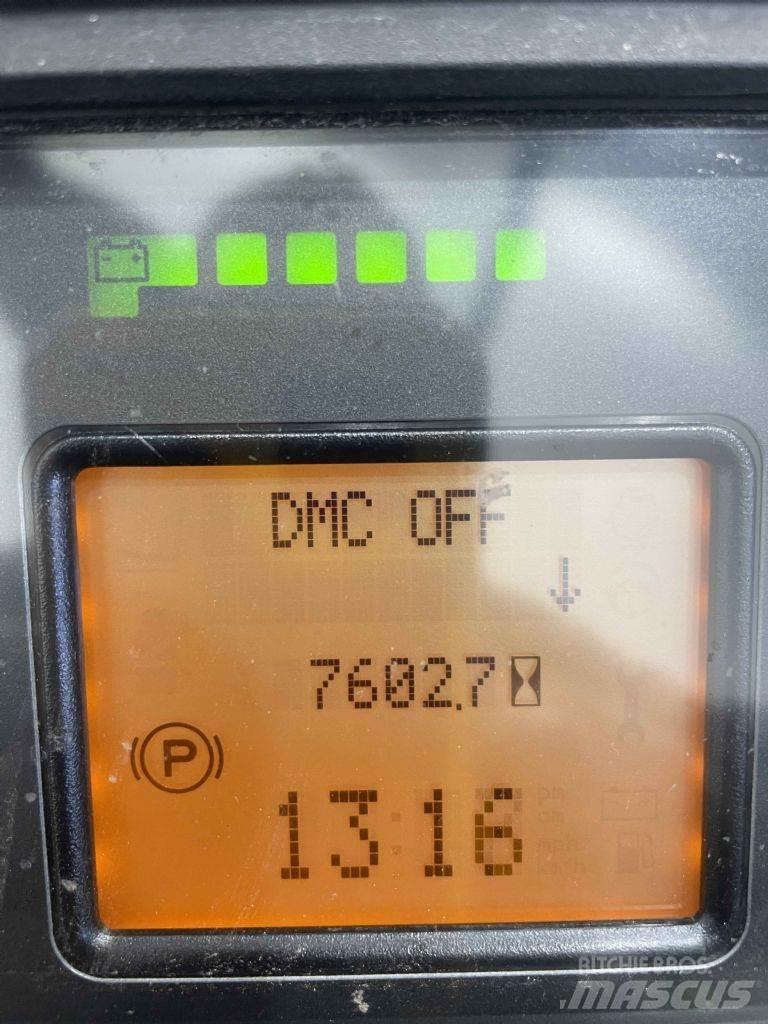 DMC OFF
7602.7
P
13:16
RITCHIE BROS.
MASCUS